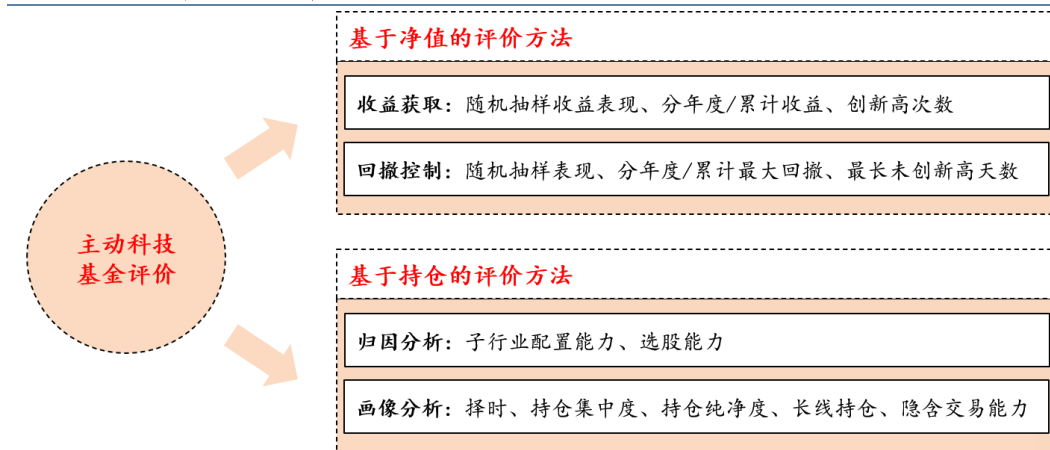 主动科技
基金评价
基于净值的评价方法
收益获取：随机抽样收益表现、分年度/累计收益、创新高次数
回撤控制：随机抽样表现、分年度/累计最大回撤、最长未创新高天数
基于持仓的评价方法
归因分析：子行业配置能力、选股能力
画像分析：择时、持仓集中度、持仓纯净度、长线持仓、隐含交易能力